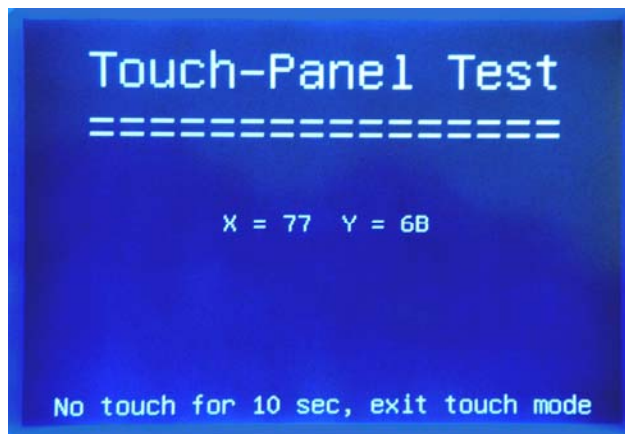 Touch-Panel Test
================
X = 77 Y = 6B
No touch for 10 sec, exit touch mode